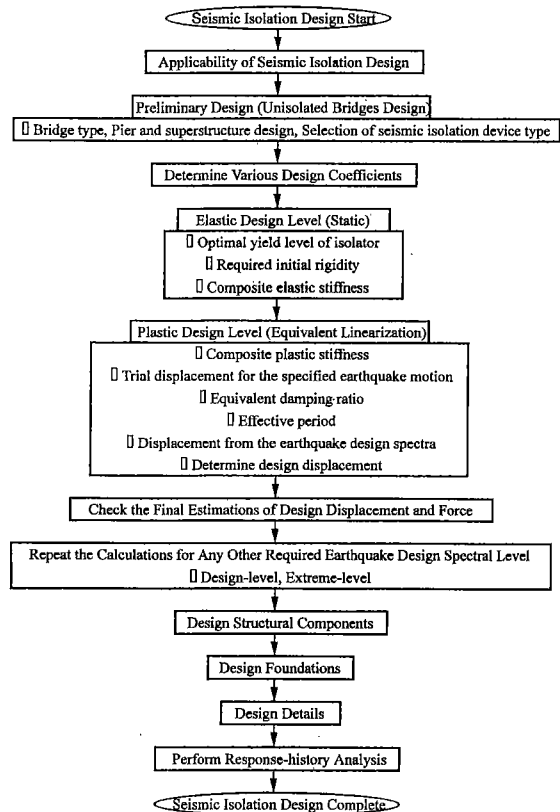 Seismic Isolation Design Start
Applicability of Seismic Isolation Design
Preliminary Design (Unisolated Bridges Design)
▯ Bridge type, Pier and superstructure design, Selection of seismic isolation device type
Determine Various Design Coefficients
Elastic Design Level (Static)
▯ Optimal yield level of isolator
▯ Required initial rigidity
▯ Composite elastic stiffness
Plastic Design Level (Equivalent Linearization)
▯ Composite plastic stiffness
▯ Trial displacement for the specified earthquake motion
▯ Equivalent damping ratio
▯ Effective period
▯ Displacement from the earthquake design spectra
▯ Determine design displacement
Check the Final Estimations of Design Displacement and Force
Repeat the Calculations for Any Other Required Earthquake Design Spectral Level
▯ Design-level, Extreme-level
Design Structural Components
Design Foundations
Design Details
Perform Response-history Analysis
Seismic Isolation Design Complete